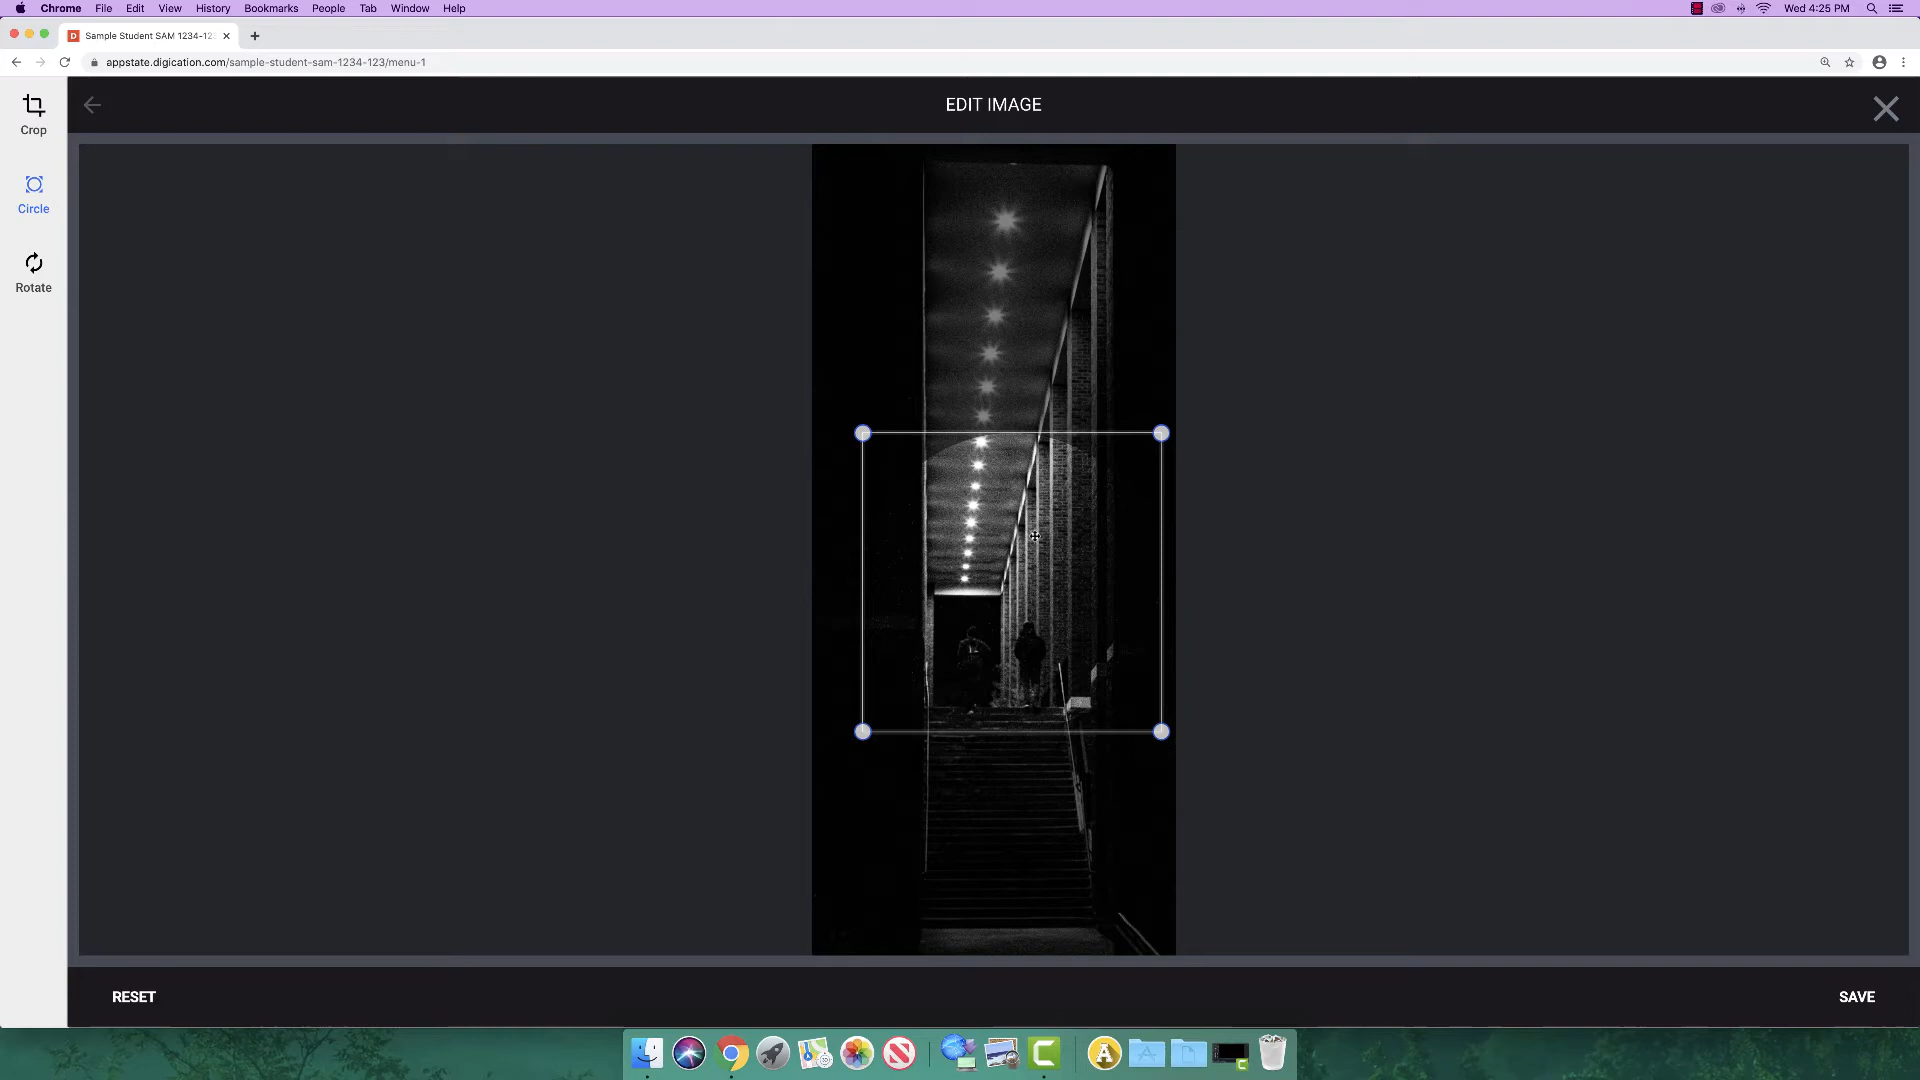 Chrome File Edit View History Bookmarks People Tab Window Help
Wed 4:25 PM
Sample Student SAM 1234-12
appstate.digication.com/sample-student-sam-1234-123/menu-1
EDIT IMAGE
Crop
Circle
Rotate
RESET
SAVE